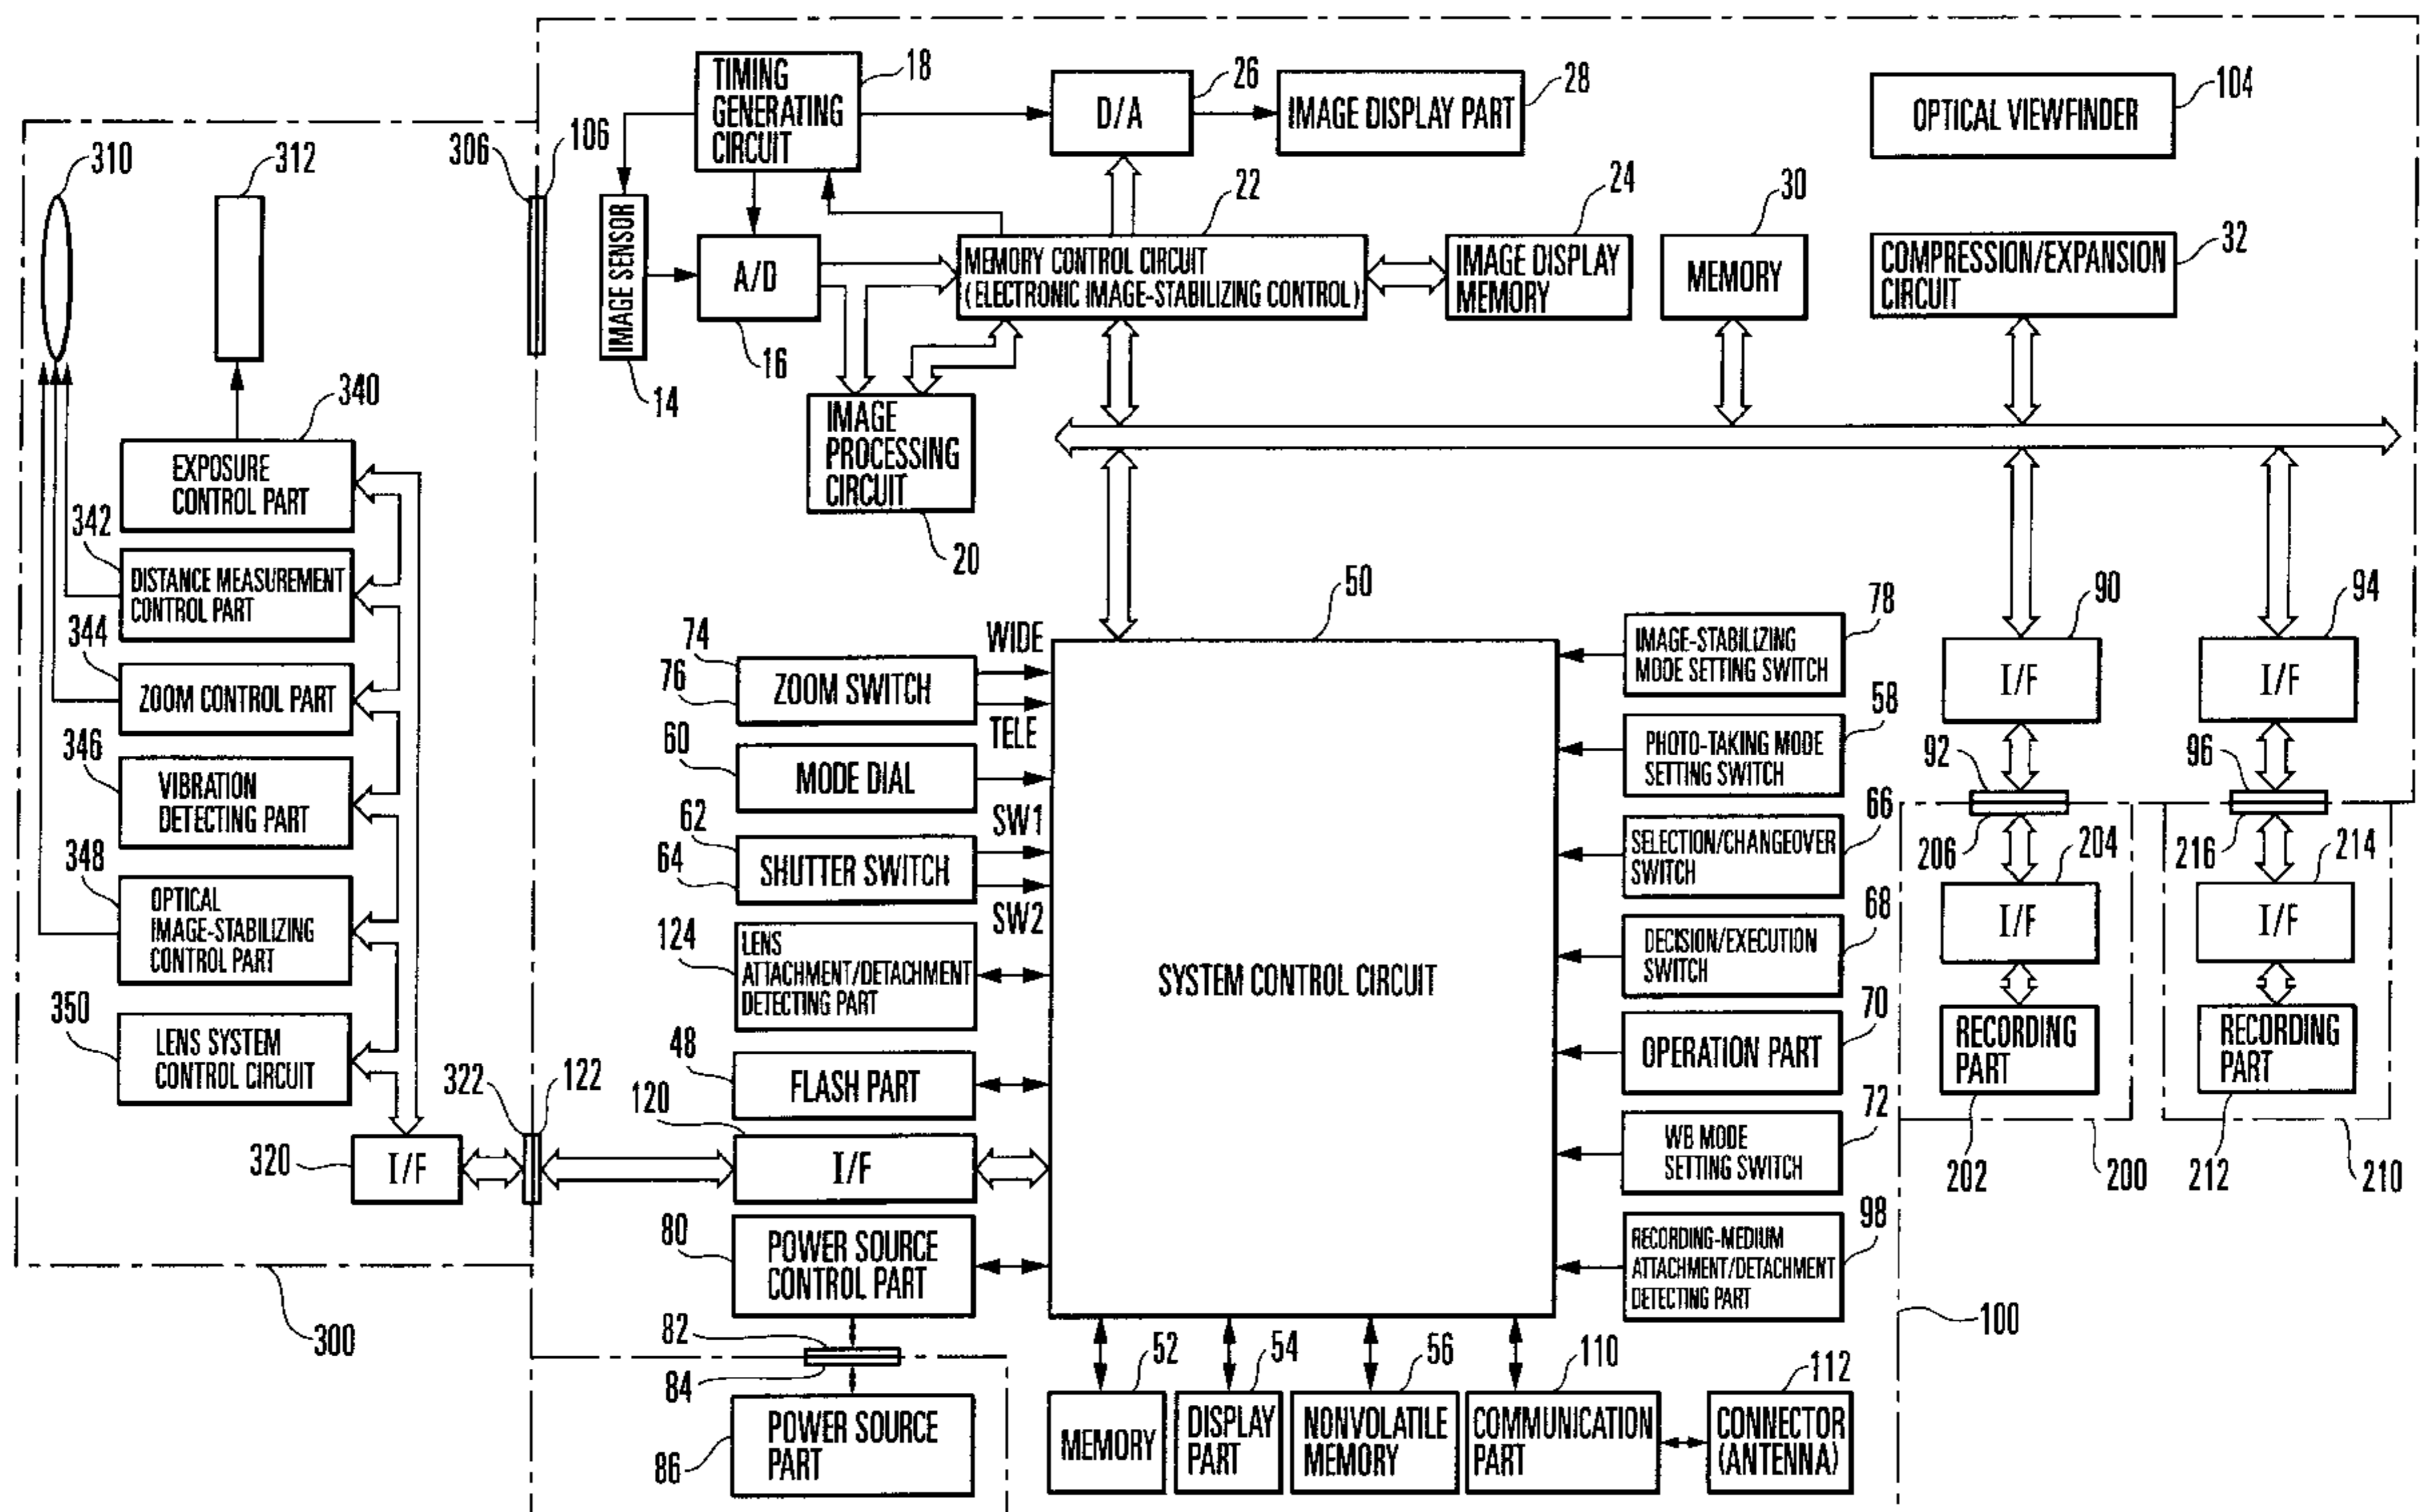 TIMING
GENERATING
CIRCUIT
18
D/A
26
IMAGE DISPLAY PART
28
OPTICAL VIEWFINDER
104
310
312
306
106
IMAGE SENSOR
14
A/D
16
MEMORY CONTROL CIRCUIT
(ELECTRONIC IMAGE-STABILIZING CONTROL)
22
IMAGE DISPLAY
MEMORY
24
MEMORY
30
COMPRESSION/EXPANSION
CIRCUIT
32
IMAGE
PROCESSING
CIRCUIT
20
EXPOSURE
CONTROL PART
340
342
DISTANCE MEASUREMENT
CONTROL PART
344
ZOOM CONTROL PART
346
VIBRATION
DETECTING PART
348
OPTICAL
IMAGE-STABILIZING
CONTROL PART
350
LENS SYSTEM
CONTROL CIRCUIT
320
I/F
322
122
300
74
76
ZOOM SWITCH
WIDE
TELE
60
MODE DIAL
62
64
SHUTTER SWITCH
SW1
SW2
124
LENS
ATTACHMENT/DETACHMENT
DETECTING PART
48
FLASH PART
120
I/F
80
POWER SOURCE
CONTROL PART
82
84
86
POWER SOURCE
PART
50
SYSTEM CONTROL CIRCUIT
IMAGE-STABILIZING
MODE SETTING SWITCH
78
PHOTO-TAKING MODE
SETTING SWITCH
58
SELECTION/CHANGEOVER
SWITCH
66
DECISION/EXECUTION
SWITCH
68
OPERATION PART
70
WB MODE
SETTING SWITCH
72
RECORDING-MEDIUM
ATTACHMENT/DETACHMENT
DETECTING PART
98
I/F
90
92
206
204
I/F
RECORDING
PART
202
200
I/F
94
96
216
214
I/F
RECORDING
PART
212
210
100
MEMORY
52
DISPLAY
PART
54
NONVOLATILE
MEMORY
56
COMMUNICATION
PART
110
CONNECTOR
(ANTENNA)
112